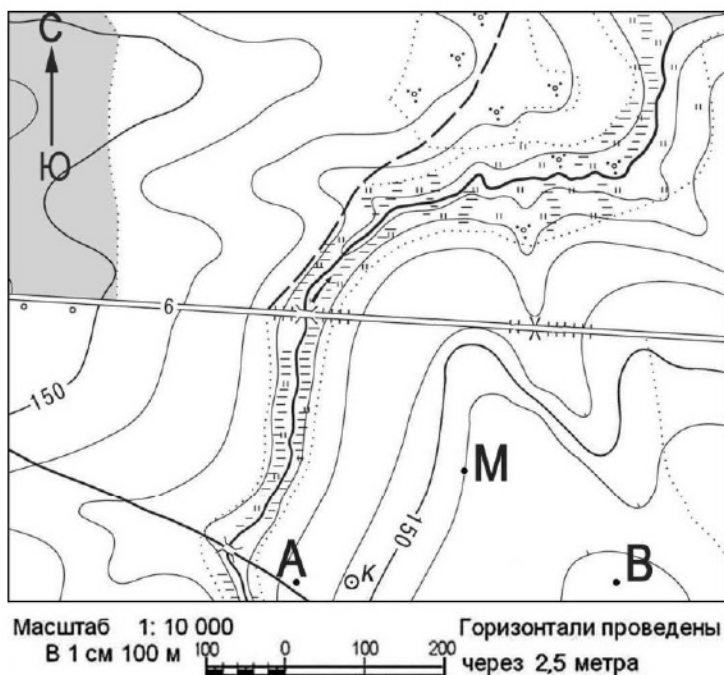 С
Ю
6
150
М
150
А
К
В
Масштаб 1: 10 000
В 1 см 100 м
100 0 100 200
Горизонтали проведены
через 2,5 метра